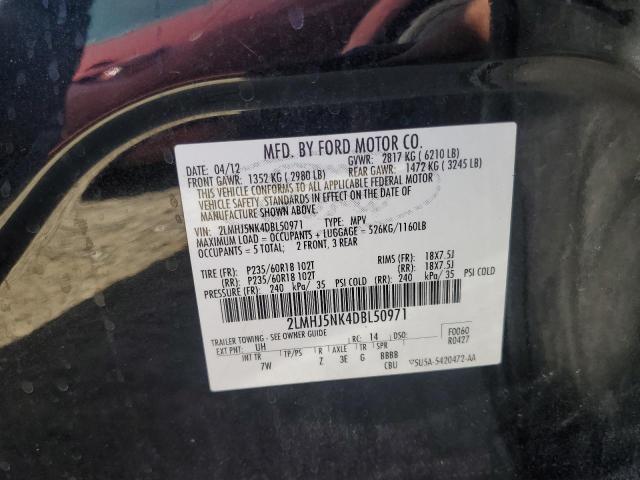 MFD. BY FORD MOTOR CO.
DATE: 04/12 GVWR: 2817 KG ( 6210 LB)
FRONT GAWR: 1352 KG ( 2980 LB) REAR GAWR: 1472 KG ( 3245 LB)
THIS VEHICLE CONFORMS TO ALL APPLICABLE FEDERAL MOTOR
VEHICLE SAFETY STANDARDS IN EFFECT ON THE DATE OF
MANUFACTURE SHOWN ABOVE.
VIN: 2LMHJ5NK4DBL50971 TYPE: MPV
MAXIMUM LOAD = OCCUPANTS + LUGGAGE = 526KG/1160LB
OCCUPANTS = 5 TOTAL; 2 FRONT, 3 REAR
TIRE (FR): P235/60R18 102T RIMS (FR): 18X7.5J
(RR): P235/60R18 102T (RR): 18X7.5J
PRESSURE (FR): 240 kPa/ 35 PSI COLD (RR): 240 kPa/ 35 PSI COLD
2LMHJ5NK4DBL50971
TRAILER TOWING - SEE OWNER GUIDE
EXT PNT: UH RC: 14 DSO: F0060
INT TR TP/PS R AXLE TR SPR R0427
7W Z 3E G BBBB
CBU 5U5A-5420472-AA